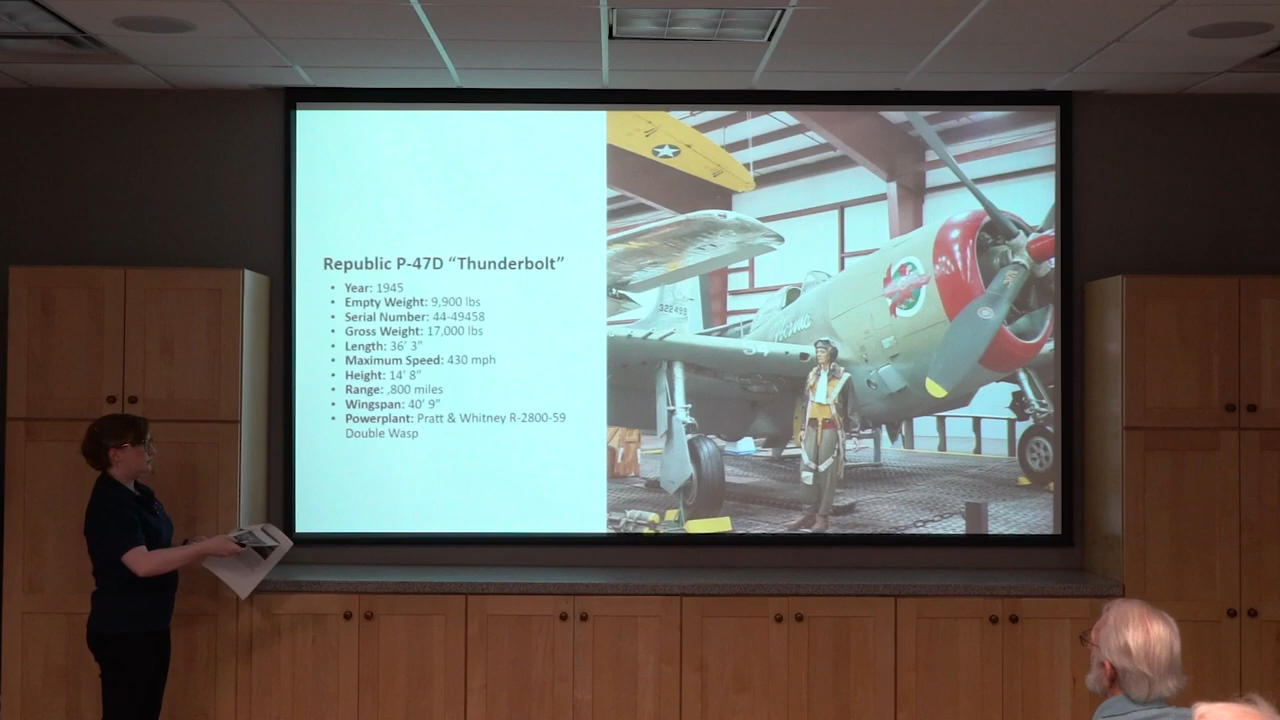 Republic P-47D “Thunderbolt”
• Year: 1945
• Empty Weight: 9,900 lbs
• Serial Number: 44-49458
• Gross Weight: 17,000 lbs
• Length: 36’ 3”
• Maximum Speed: 430 mph
• Height: 14’ 8”
• Range: ,800 miles
• Wingspan: 40’ 9”
• Powerplant: Pratt & Whitney R-2800-59
Double Wasp
322499